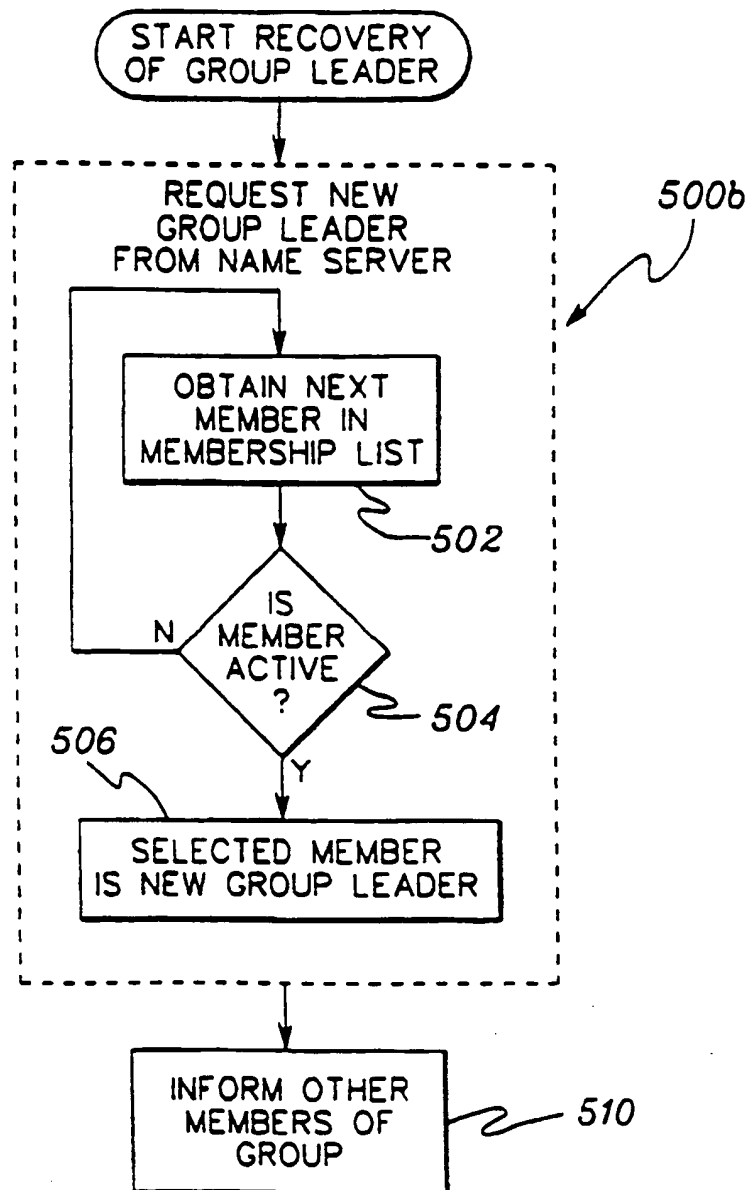 START RECOVERY
OF GROUP LEADER
REQUEST NEW
GROUP LEADER
FROM NAME SERVER
500b
OBTAIN NEXT
MEMBER IN
MEMBERSHIP LIST
502
IS
MEMBER
ACTIVE
?
N
504
Y
506
SELECTED MEMBER
IS NEW GROUP LEADER
INFORM OTHER
MEMBERS OF
GROUP
510